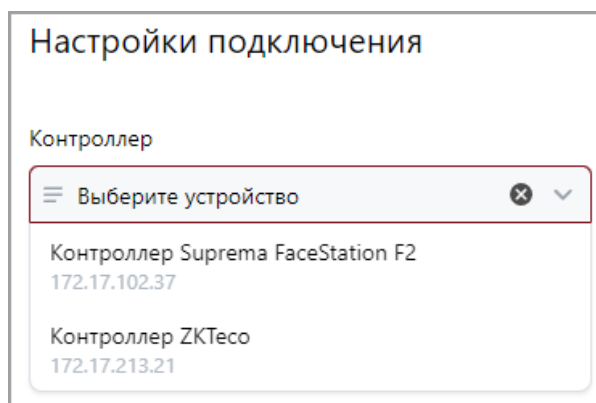 Настройки подключения
Контроллер
Выберите устройство
Контроллер Suprema FaceStation F2
172.17.102.37
Контроллер ZKTeco
172.17.213.21